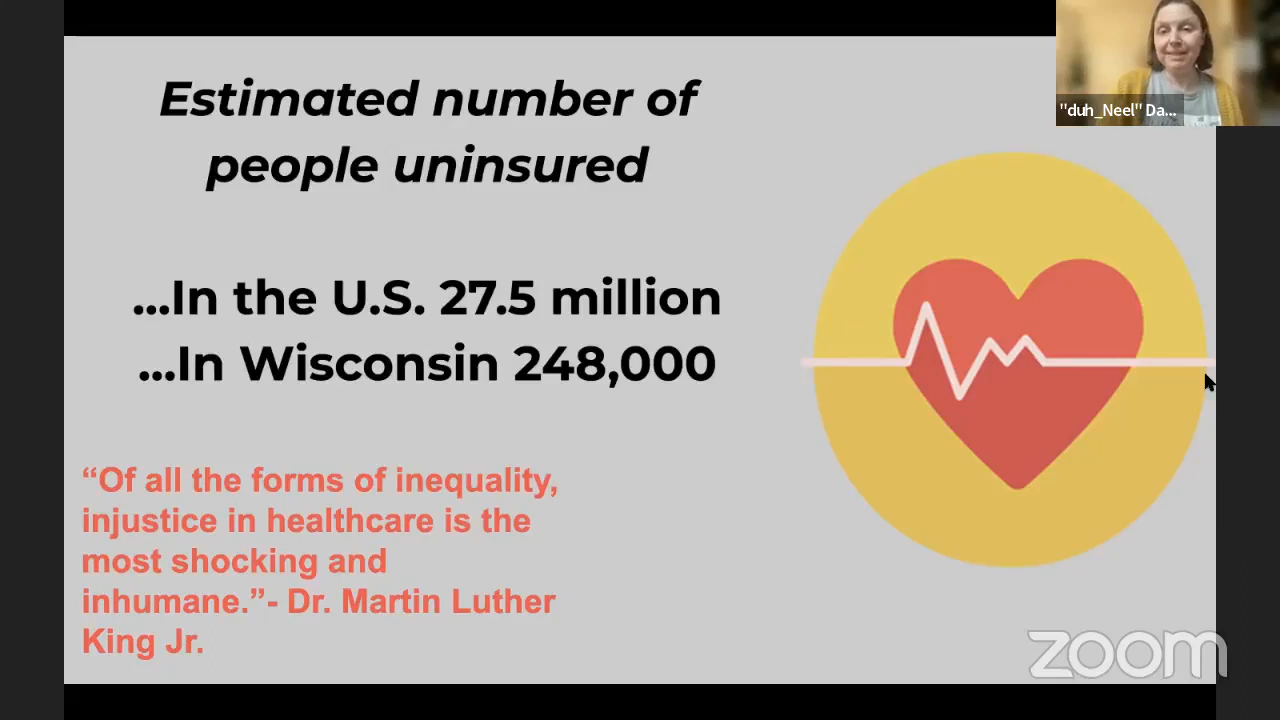 Estimated number of
people uninsured
...In the U.S. 27.5 million
...In Wisconsin 248,000
“Of all the forms of inequality,
injustice in healthcare is the
most shocking and
inhumane.”- Dr. Martin Luther
King Jr.
"duh_Neel" Da...
zoom